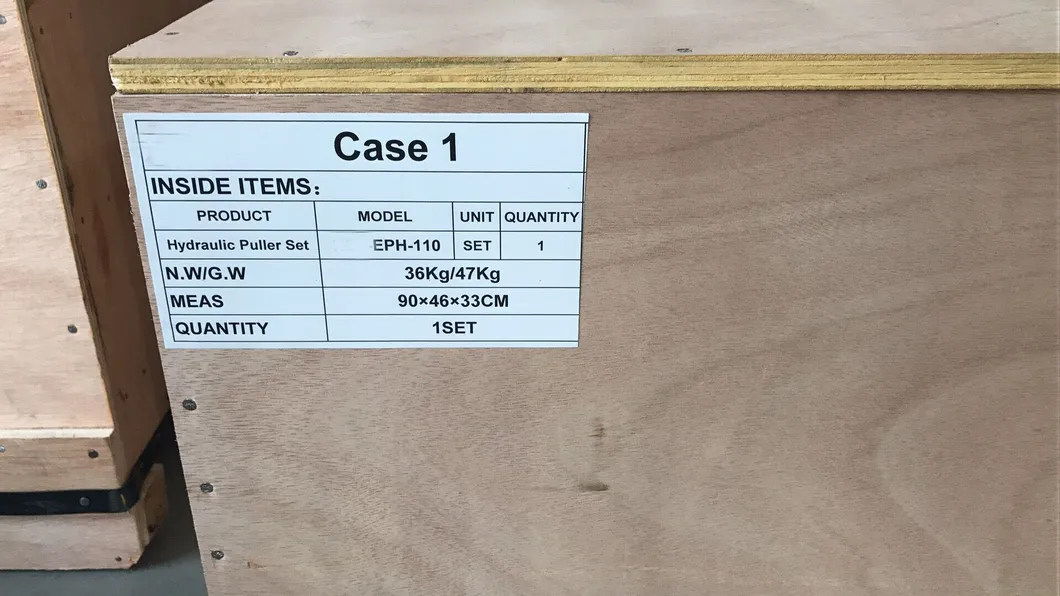 Case 1
INSIDE ITEMS:
PRODUCT MODEL UNIT QUANTITY
Hydraulic Puller Set EPH-110 SET 1
N.W/G.W 36Kg/47Kg
MEAS 90×46×33CM
QUANTITY 1SET